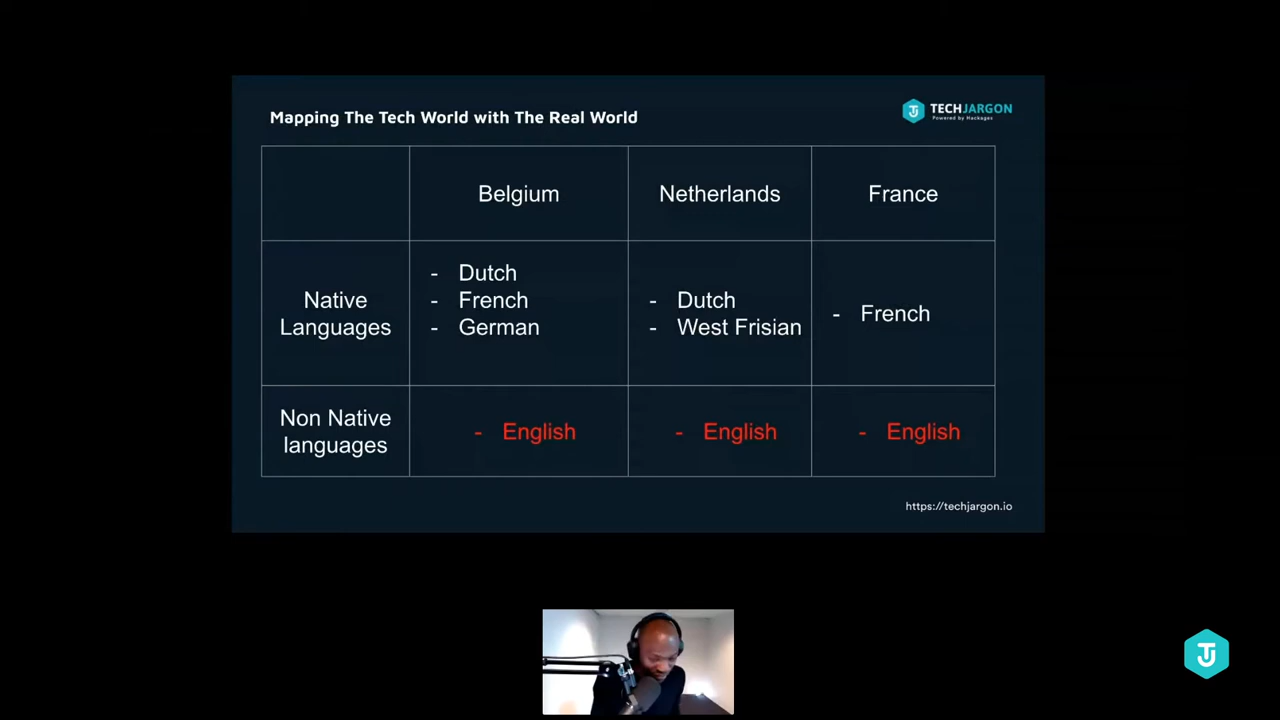 Mapping The Tech World with The Real World
TECHJARGON
Powered by Hackages
Belgium Netherlands France
Native
Languages
- Dutch
- French
- German
- Dutch
- West Frisian
- French
Non Native
languages
- English
- English
- English
https://techjargon.io